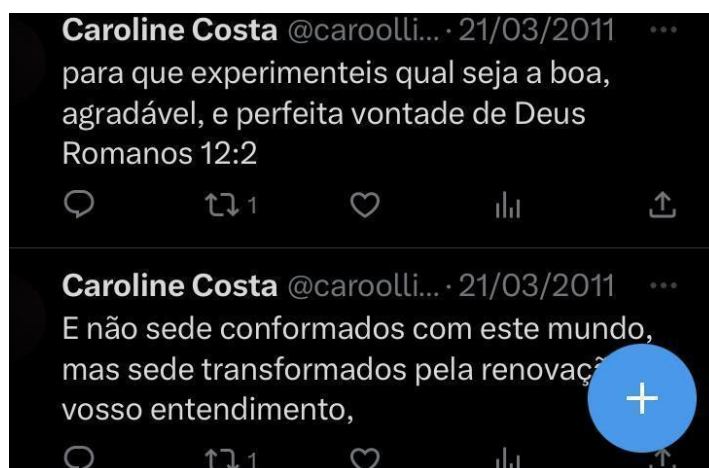 Caroline Costa @caroolli... · 21/03/2011 ...
para que experimenteis qual seja a boa,
agradável, e perfeita vontade de Deus
Romanos 12:2
1
Caroline Costa @caroolli... · 21/03/2011 ...
E não sede conformados com este mundo,
mas sede transformados pela renovaçã
vosso entendimento,
1